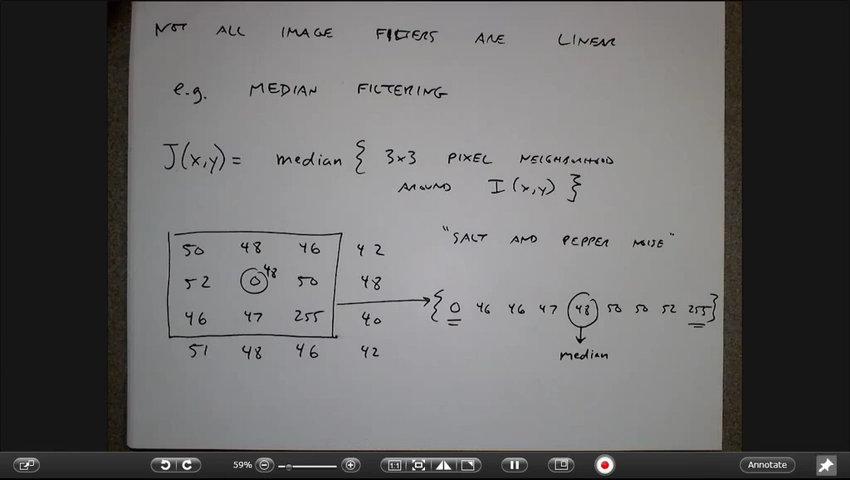 NOT ALL IMAGE FILTERS ARE LINEAR
e.g. MEDIAN FILTERING
J(x,y) = median { 3x3 PIXEL NEIGHBORHOOD
AROUND I(x,y) }
"SALT AND PEPPER NOISE"
50 48 46 42
52 0 48 50 48
46 47 255 40
51 48 46 42
{ 0 46 46 47 48 50 50 52 255 }
median
59%
1:1
Annotate